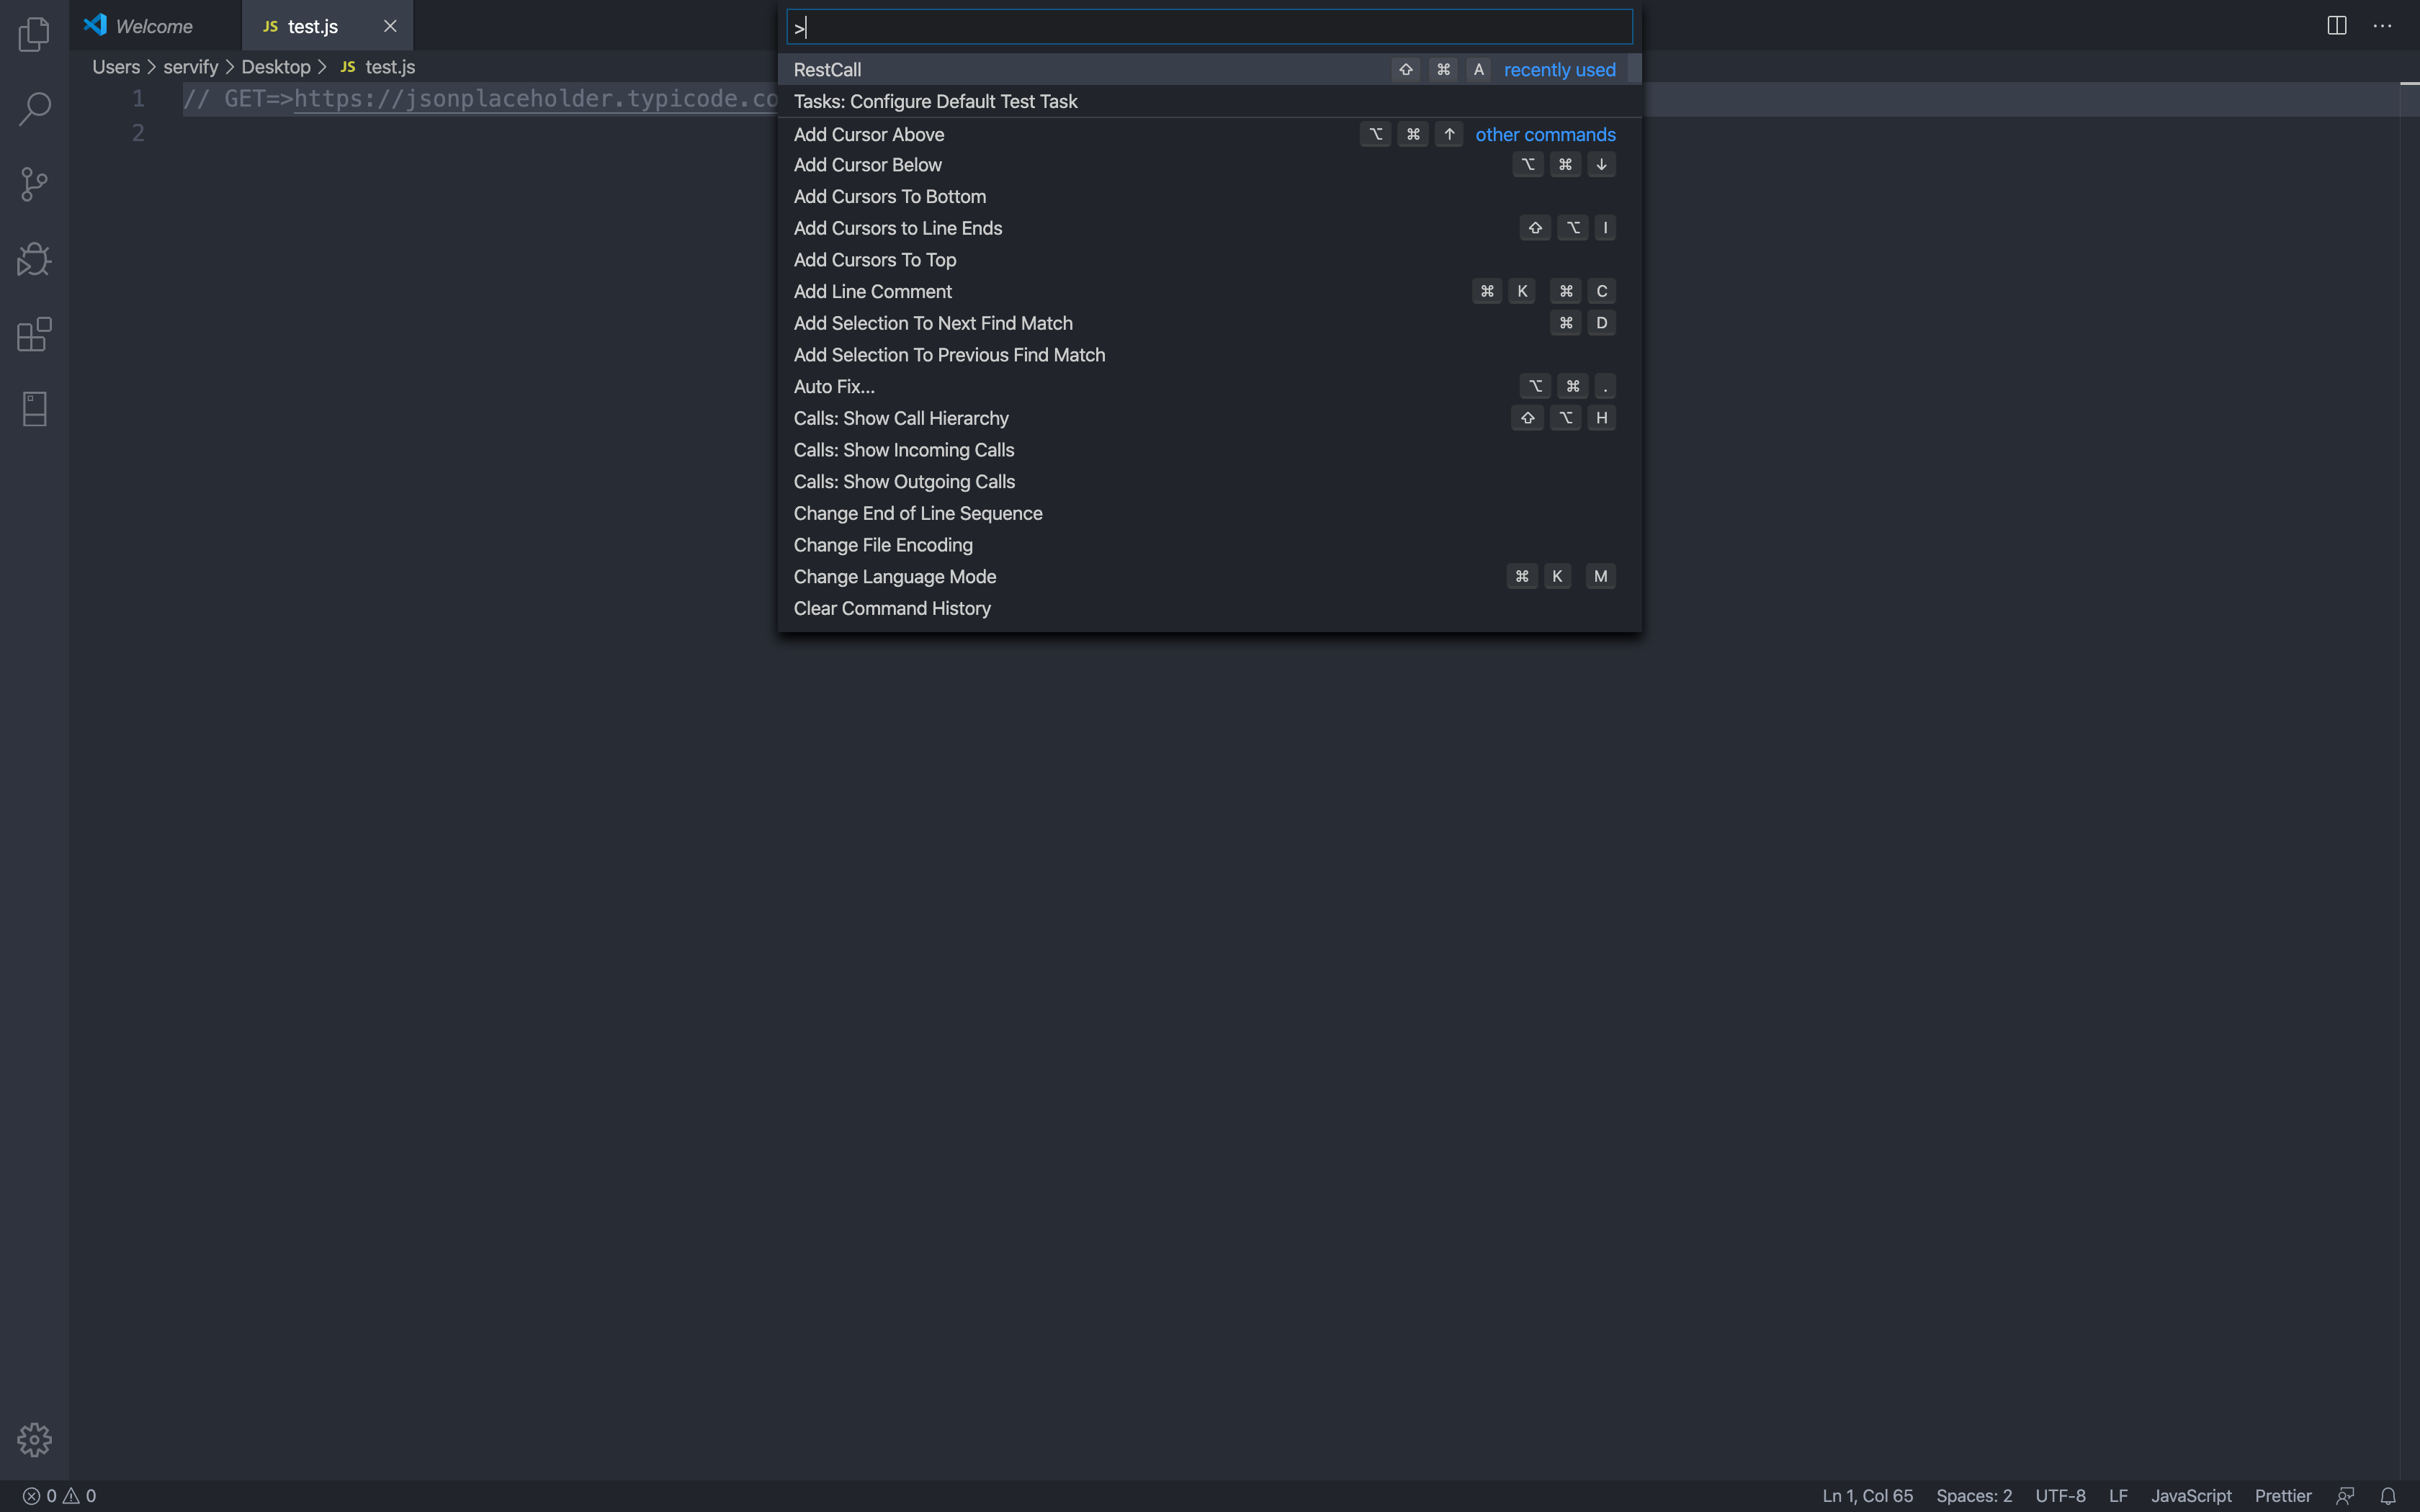 Welcome
JS test.js
>
Users > servify > Desktop > JS test.js
1 // GET=>https://jsonplaceholder.typicode.co
2
RestCall ⇧ ⌘ A recently used
Tasks: Configure Default Test Task
Add Cursor Above ⌥ ⌘ ↑ other commands
Add Cursor Below ⌥ ⌘ ↓
Add Cursors To Bottom
Add Cursors to Line Ends ⇧ ⌥ I
Add Cursors To Top
Add Line Comment ⌘ K ⌘ C
Add Selection To Next Find Match ⌘ D
Add Selection To Previous Find Match
Auto Fix... ⌥ ⌘ .
Calls: Show Call Hierarchy ⇧ ⌥ H
Calls: Show Incoming Calls
Calls: Show Outgoing Calls
Change End of Line Sequence
Change File Encoding
Change Language Mode ⌘ K M
Clear Command History
0 0
Ln 1, Col 65 Spaces: 2 UTF-8 LF JavaScript Prettier